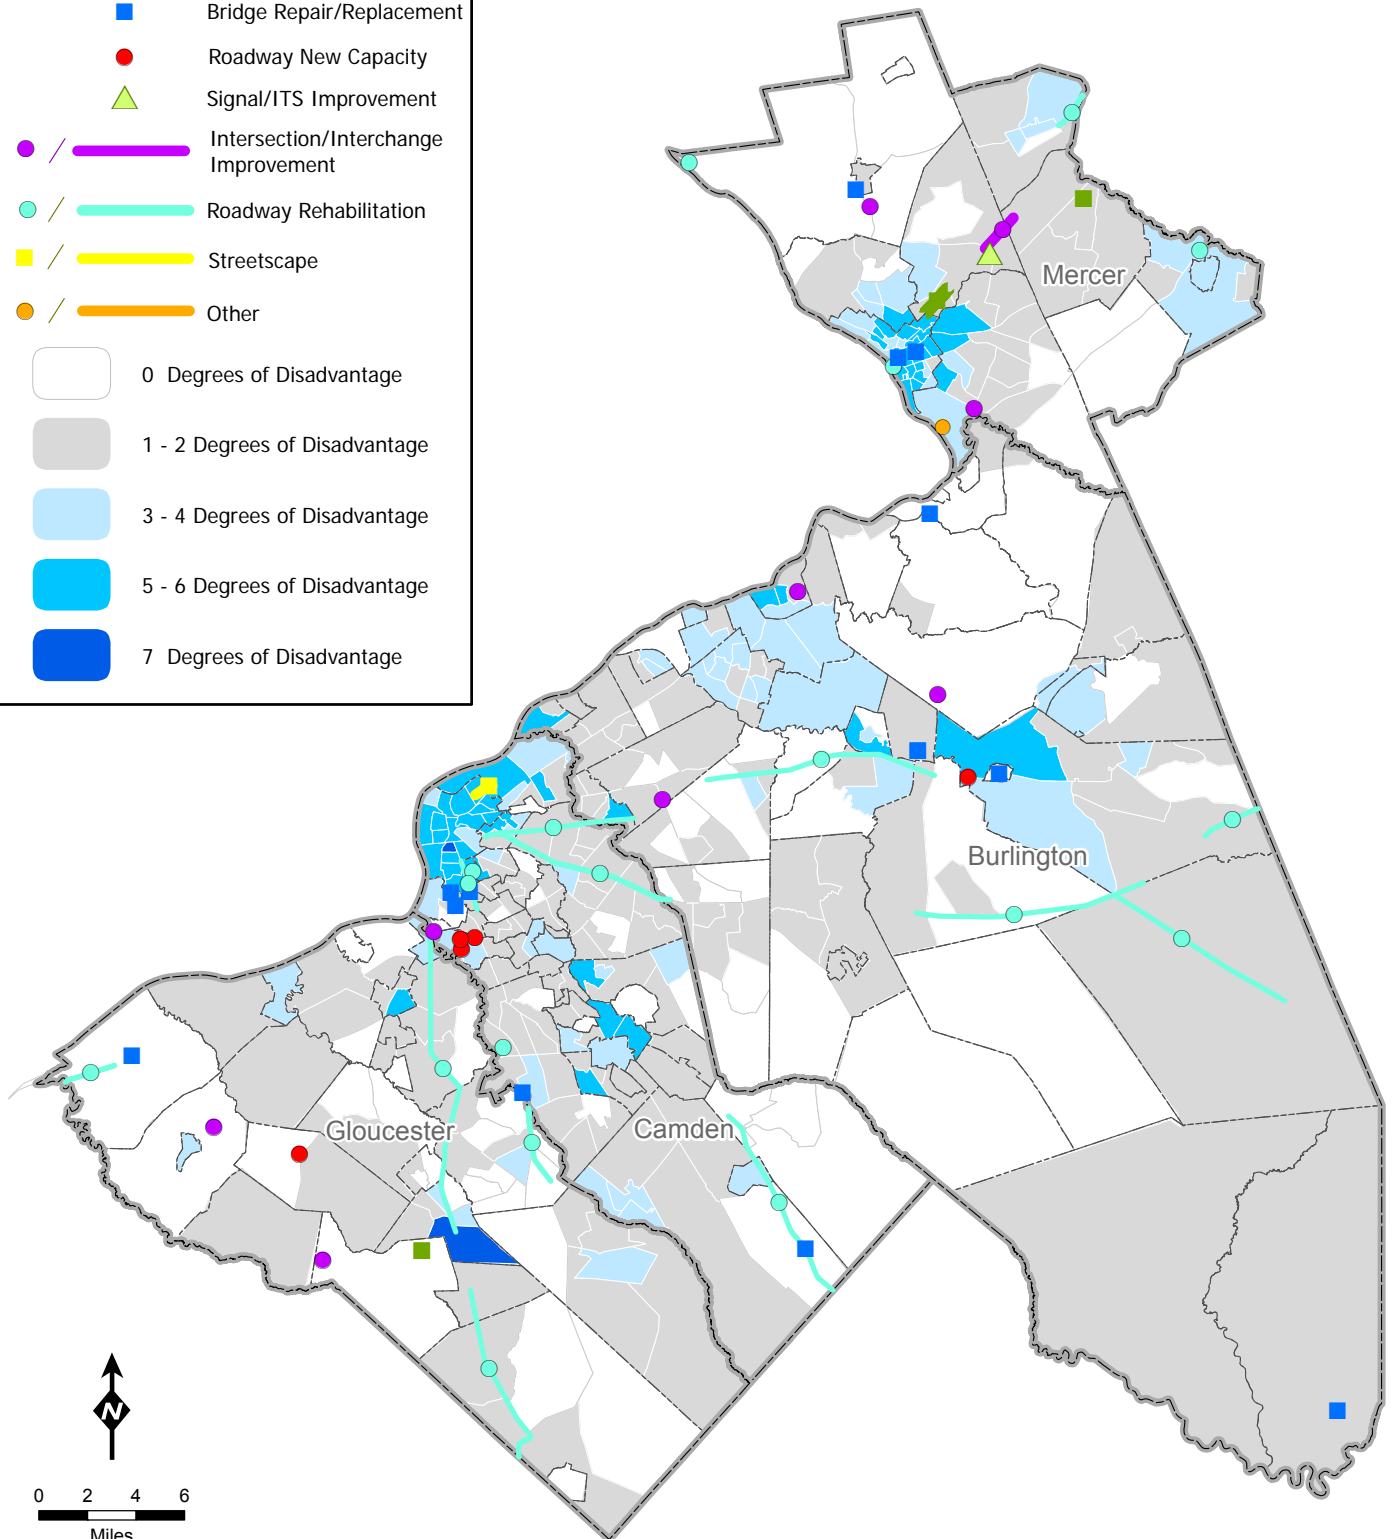 Bridge Repair/Replacement
Roadway New Capacity
Signal/ITS Improvement
Intersection/Interchange
Improvement
Roadway Rehabilitation
Streetscape
Other
0 Degrees of Disadvantage
1 - 2 Degrees of Disadvantage
3 - 4 Degrees of Disadvantage
5 - 6 Degrees of Disadvantage
7 Degrees of Disadvantage
Mercer
Burlington
Gloucester
Camden
N
0 2 4 6
Miles